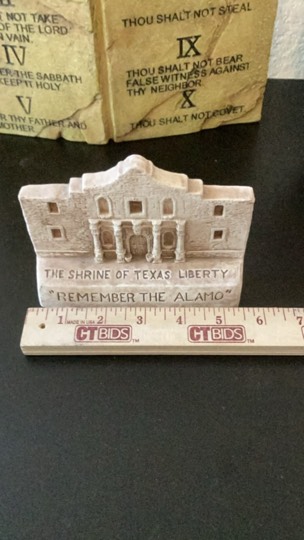 NOT TAKE
OF THE LORD
VAIN.
IV
THE SABBATH
KEEP IT HOLY
V
THY FATHER AND
MOTHER
THOU SHALT NOT STEAL
IX
THOU SHALT NOT BEAR
FALSE WITNESS AGAINST
THY NEIGHBOR
X
THOU SHALT NOT COVET
THE SHRINE OF TEXAS LIBERTY
"REMEMBER THE ALAMO"
1 MADE IN USA 2 3 4 5 6 7
CTBIDS™ CTBIDS™